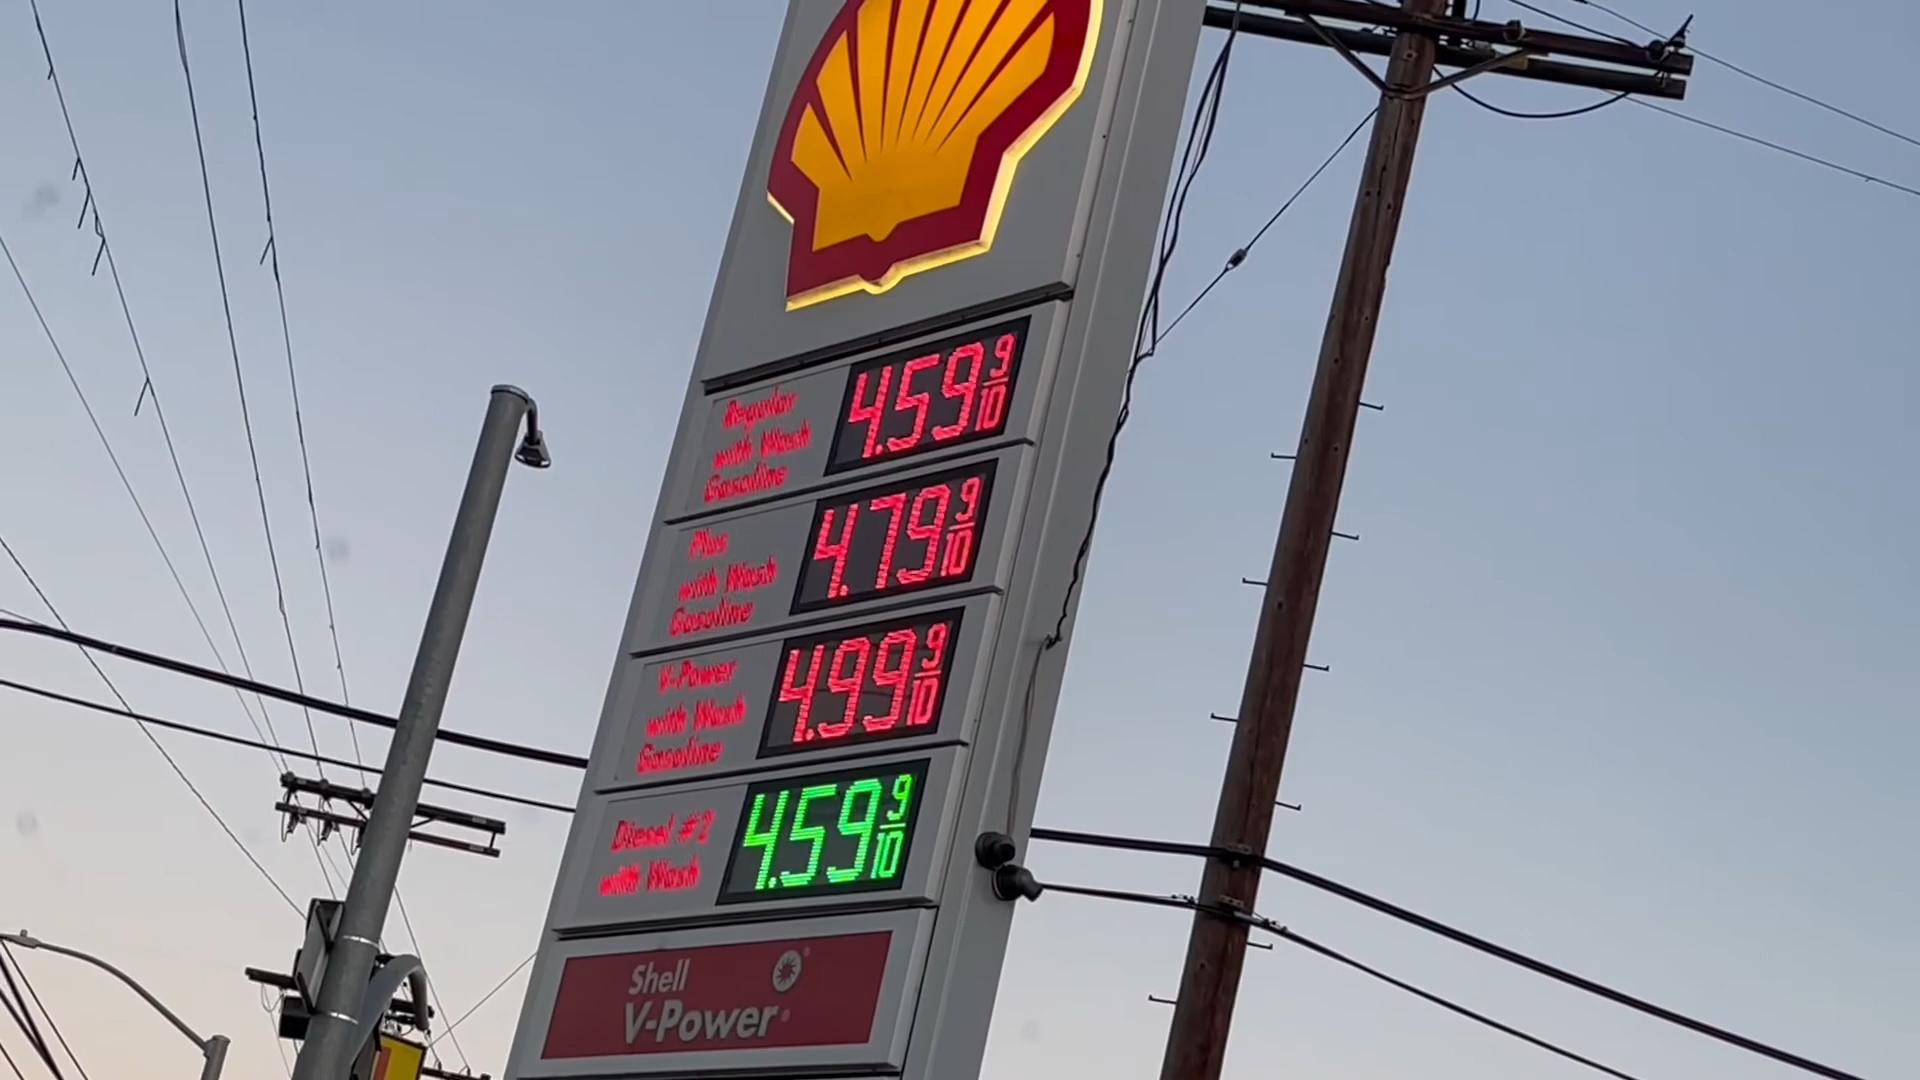 Regular
with Wash
Gasoline
4.59 9/10
Plus
with Wash
Gasoline
4.79 9/10
V-Power
with Wash
Gasoline
4.99 9/10
Diesel #2
with Wash
4.59 9/10
Shell
V-Power®